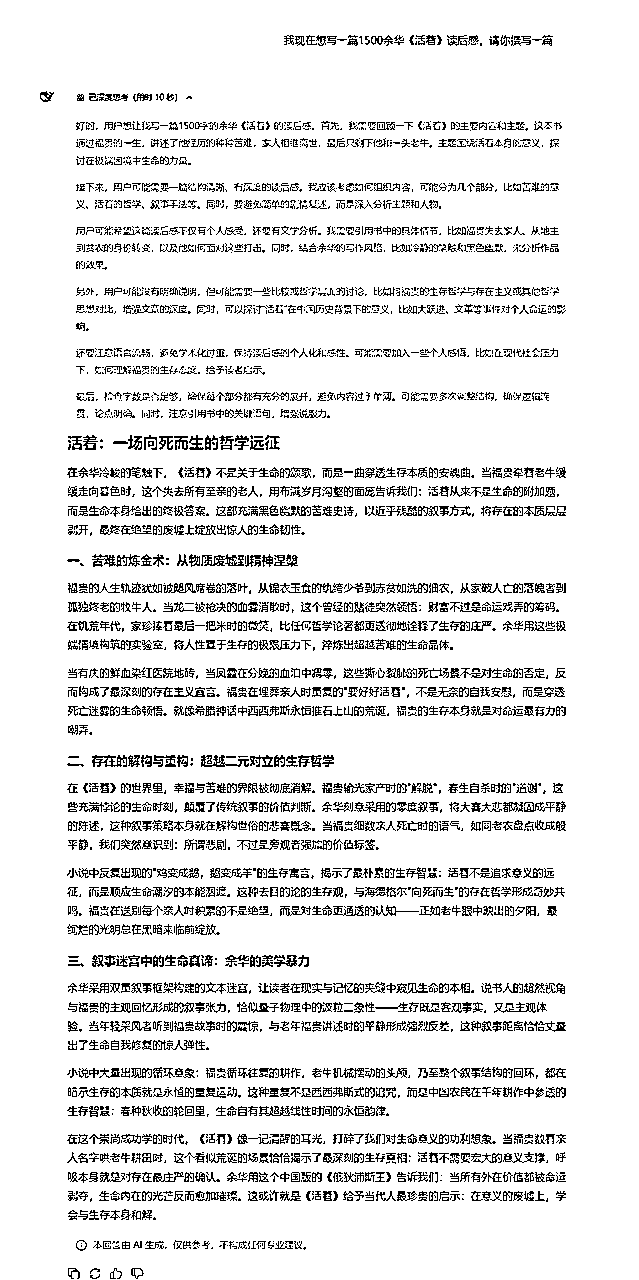 我现在想写一篇1500余华《活着》读后感，请你撰写一篇
已深度思考（用时 10 秒）
好的，用户想让我写一篇1500字的余华《活着》的读后感。首先，我需要回顾一下《活着》的主要内容和主题。这本书
通过福贵的一生，讲述了他经历的种种苦难，家人相继离世，最后只剩下他和一头老牛。主题围绕活着本身的意义，探
讨在极端困境中生命的力量。
接下来，用户可能需要一篇结构清晰、有深度的读后感。我应该考虑如何组织内容，可能分为几个部分，比如苦难的意
义、活着的哲学、叙事手法等。同时，要避免简单的剧情复述，而是深入分析主题和人物。
用户可能希望这篇读后感不仅有个人感受，还要有文学分析。我需要引用书中的具体情节，比如福贵失去家人、从地主
到贫农的身份转变，以及他如何面对这些打击。同时，结合余华的写作风格，比如冷静的笔触和黑色幽默，来分析作品
的效果。
另外，用户可能没有明确说明，但可能需要一些比较或哲学层面的讨论，比如将福贵的生存哲学与存在主义或其他哲学
思想对比，增强文章的深度。同时，可以探讨“活着”在中国历史背景下的意义，比如大跃进、文革等事件对个人命运的影
响。
还要注意语言流畅，避免学术化过重，保持读后感的个人化和感性。可能需要加入一些个人感悟，比如在现代社会压力
下，如何理解福贵的生存态度，给予读者启示。
最后，检查字数是否足够，确保每个部分都有充分的展开，避免内容过于单薄。可能需要多次调整结构，确保逻辑连
贯，论点明确。同时，注意引用书中的关键语句，增强说服力。
活着：一场向死而生的哲学远征
在余华冷峻的笔触下，《活着》不是关于生命的颂歌，而是一曲穿透生存本质的安魂曲。当福贵牵着老牛缓
缓走向暮色时，这个失去所有至亲的老人，用布满岁月沟壑的面庞告诉我们：活着从来不是生命的附加题，
而是生命本身给出的终极答案。这部充满黑色幽默的苦难史诗，以近乎残酷的叙事方式，将存在的本质层层
剥开，最终在绝望的废墟上绽放出惊人的生命韧性。
一、苦难的炼金术：从物质废墟到精神涅槃
福贵的人生轨迹犹如被飓风席卷的落叶，从锦衣玉食的纨绔少爷到赤贫如洗的佃农，从家破人亡的落魄者到
孤独终老的牧牛人。当龙二被枪决的血雾消散时，这个曾经的赌徒突然领悟：财富不过是命运戏弄的筹码。
在饥荒年代，家珍捧着最后一把米时的微笑，比任何哲学论著都更透彻地诠释了生存的庄严。余华用这些极
端情境构筑的实验室，将人性置于生存的极限压力下，淬炼出超越苦难的生命晶体。
当有庆的鲜血染红医院地砖，当凤霞在分娩的血泊中凋零，这些撕心裂肺的死亡场景不是对生命的否定，反
而构成了最深刻的存在主义宣言。福贵在埋葬亲人时重复的“要好好活着”，不是无奈的自我安慰，而是穿透
死亡迷雾的生命顿悟。就像希腊神话中西西弗斯永恒推石上山的荒诞，福贵的生存本身就是对命运最有力的
嘲弄。
二、存在的解构与重构：超越二元对立的生存哲学
在《活着》的世界里，幸福与苦难的界限被彻底消解。福贵输光家产时的“解脱”，春生自杀时的“道谢”，这
些充满悖论的生命时刻，颠覆了传统叙事的价值判断。余华刻意采用的零度叙事，将大喜大悲都凝固成平静
的陈述，这种叙事策略本身就在解构世俗的悲喜概念。当福贵细数亲人死亡时的语气，如同老农盘点收成般
平静，我们突然意识到：所谓悲剧，不过是旁观者强加的价值标签。
小说中反复出现的“鸡变成鹅，鹅变成羊”的生存寓言，揭示了最朴素的生存智慧：活着不是追求意义的远
征，而是顺应生命潮汐的本能泅渡。这种去目的论的生存观，与海德格尔“向死而生”的存在哲学形成奇妙共
鸣。福贵在送别每个亲人时积累的不是绝望，而是对生命更通透的认知——正如老牛眼中映出的夕阳，最
绚烂的光明总在黑暗来临前绽放。
三、叙事迷宫中的生命真谛：余华的美学暴力
余华采用双重叙事框架构建的文本迷宫，让读者在现实与记忆的夹缝中窥见生命的本相。说书人的超然视角
与福贵的主观回忆形成的叙事张力，恰似量子物理中的波粒二象性——生存既是客观事实，又是主观体
验。当年轻采风者听到福贵故事时的震惊，与老年福贵讲述时的平静形成强烈反差，这种叙事距离恰恰丈量
出了生命自我修复的惊人弹性。
小说中大量出现的循环意象：福贵循环往复的耕作，老牛机械摆动的头颅，乃至整个叙事结构的回环，都在
暗示生存的本质就是永恒的重复运动。这种重复不是西西弗斯式的诅咒，而是中国农民在千年耕作中参透的
生存智慧：春种秋收的轮回里，生命自有其超越线性时间的永恒韵律。
在这个崇尚成功学的时代，《活着》像一记清醒的耳光，打碎了我们对生命意义的功利想象。当福贵数着亲
人名字吆老牛耕田时，这个看似荒诞的场景恰恰揭示了最深刻的生存真相：活着不需要宏大的意义支撑，呼
吸本身就是对存在最庄严的确认。余华用这个中国版的《俄狄浦斯王》告诉我们：当所有外在价值都被命运
剥夺，生命内在的光芒反而愈加璀璨。这或许就是《活着》给予当代人最珍贵的启示：在意义的废墟上，学
会与生存本身和解。
本回答由 AI 生成，仅供参考，不构成任何专业建议。